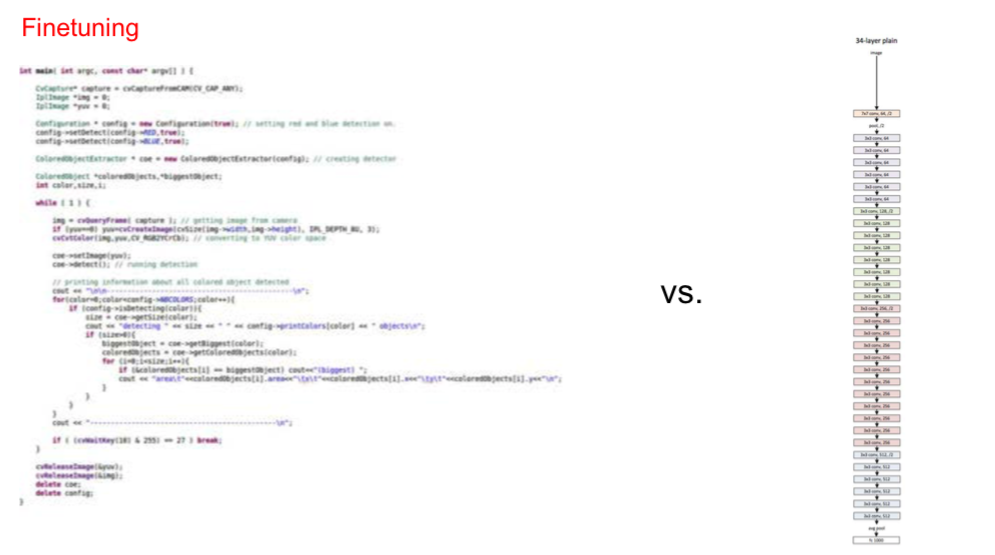 Finetuning
int main( int argc, const char* argv[] ) {
CvCapture* capture = cvCaptureFromCAM(CV_CAP_ANY);
IplImage *img = 0;
IplImage *yuv = 0;
Configuration * config = new Configuration(true); // setting red and blue detection on.
config->setDetect(config->RED,true);
config->setDetect(config->BLUE,true);
ColoredObjectExtractor * coe = new ColoredObjectExtractor(config); // creating detector
ColoredObject *coloredObjects,*biggestObject;
int color,size,i;
while ( 1 ) {
img = cvQueryFrame( capture ); // getting image from camera
if (yuv==0) yuv=cvCreateImage(cvSize(img->width,img->height), IPL_DEPTH_8U, 3);
cvCvtColor(img,yuv,CV_RGB2YCrCb); // converting to YUV color space
coe->setImage(yuv);
coe->detect(); // running detection
// printing information about all colored object detected
cout << "\n\n-----------------------------------------------\n";
for(color=0;color<config->NBCOLORS;color++){
if (config->isDetecting(color)){
size = coe->getSize(color);
cout << "detecting " << size << " " << config->printColors[color] << " objects\n";
if (size>0){
biggestObject = coe->getBiggest(color);
coloredObjects = coe->getColoredObjects(color);
for (i=0;i<size;i++){
if (&coloredObjects[i] == biggestObject) cout<<"(biggest) ";
cout << "area\t"<<coloredObjects[i].area<<"\tx\t"<<coloredObjects[i].x<<"\ty\t"<<coloredObjects[i].y<<"\n";
}
}
}
}
cout << "-----------------------------------------------\n";
if ( (cvWaitKey(10) & 255) == 27 ) break;
}
cvReleaseImage(&yuv);
cvReleaseImage(&img);
delete coe;
delete config;
}
vs.
34-layer plain
image
7x7 conv, 64, /2
pool, /2
3x3 conv, 64
3x3 conv, 64
3x3 conv, 64
3x3 conv, 64
3x3 conv, 64
3x3 conv, 64
3x3 conv, 128, /2
3x3 conv, 128
3x3 conv, 128
3x3 conv, 128
3x3 conv, 128
3x3 conv, 128
3x3 conv, 128
3x3 conv, 128
3x3 conv, 256, /2
3x3 conv, 256
3x3 conv, 256
3x3 conv, 256
3x3 conv, 256
3x3 conv, 256
3x3 conv, 256
3x3 conv, 256
3x3 conv, 256
3x3 conv, 256
3x3 conv, 256
3x3 conv, 256
3x3 conv, 512, /2
3x3 conv, 512
3x3 conv, 512
3x3 conv, 512
3x3 conv, 512
3x3 conv, 512
avg pool
fc 1000